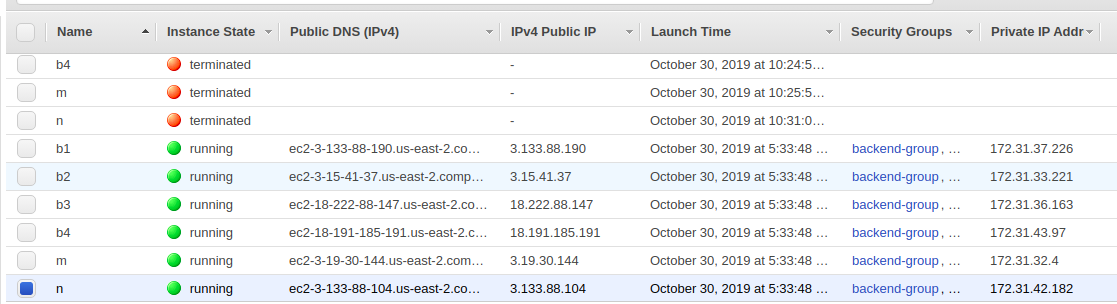 Name Instance State Public DNS (IPv4) IPv4 Public IP Launch Time Security Groups Private IP Addr
b4 terminated - October 30, 2019 at 10:24:5…
m terminated - October 30, 2019 at 10:25:5…
n terminated - October 30, 2019 at 10:31:0…
b1 running ec2-3-133-88-190.us-east-2.co… 3.133.88.190 October 30, 2019 at 5:33:48 … backend-group, … 172.31.37.226
b2 running ec2-3-15-41-37.us-east-2.comp… 3.15.41.37 October 30, 2019 at 5:33:48 … backend-group, … 172.31.33.221
b3 running ec2-18-222-88-147.us-east-2.co… 18.222.88.147 October 30, 2019 at 5:33:48 … backend-group, … 172.31.36.163
b4 running ec2-18-191-185-191.us-east-2.c… 18.191.185.191 October 30, 2019 at 5:33:48 … backend-group, … 172.31.43.97
m running ec2-3-19-30-144.us-east-2.com… 3.19.30.144 October 30, 2019 at 5:33:48 … backend-group, … 172.31.32.4
n running ec2-3-133-88-104.us-east-2.co… 3.133.88.104 October 30, 2019 at 5:33:48 … backend-group, … 172.31.42.182